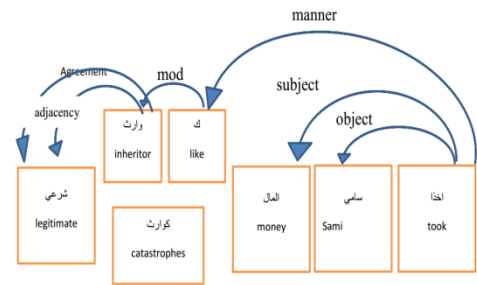 manner
mod
subject
object
Agreement
adjacency
وارث
inheritor
ك
like
شرعي
legitimate
كوارث
catastrophes
المال
money
سامي
Sami
اخذا
took